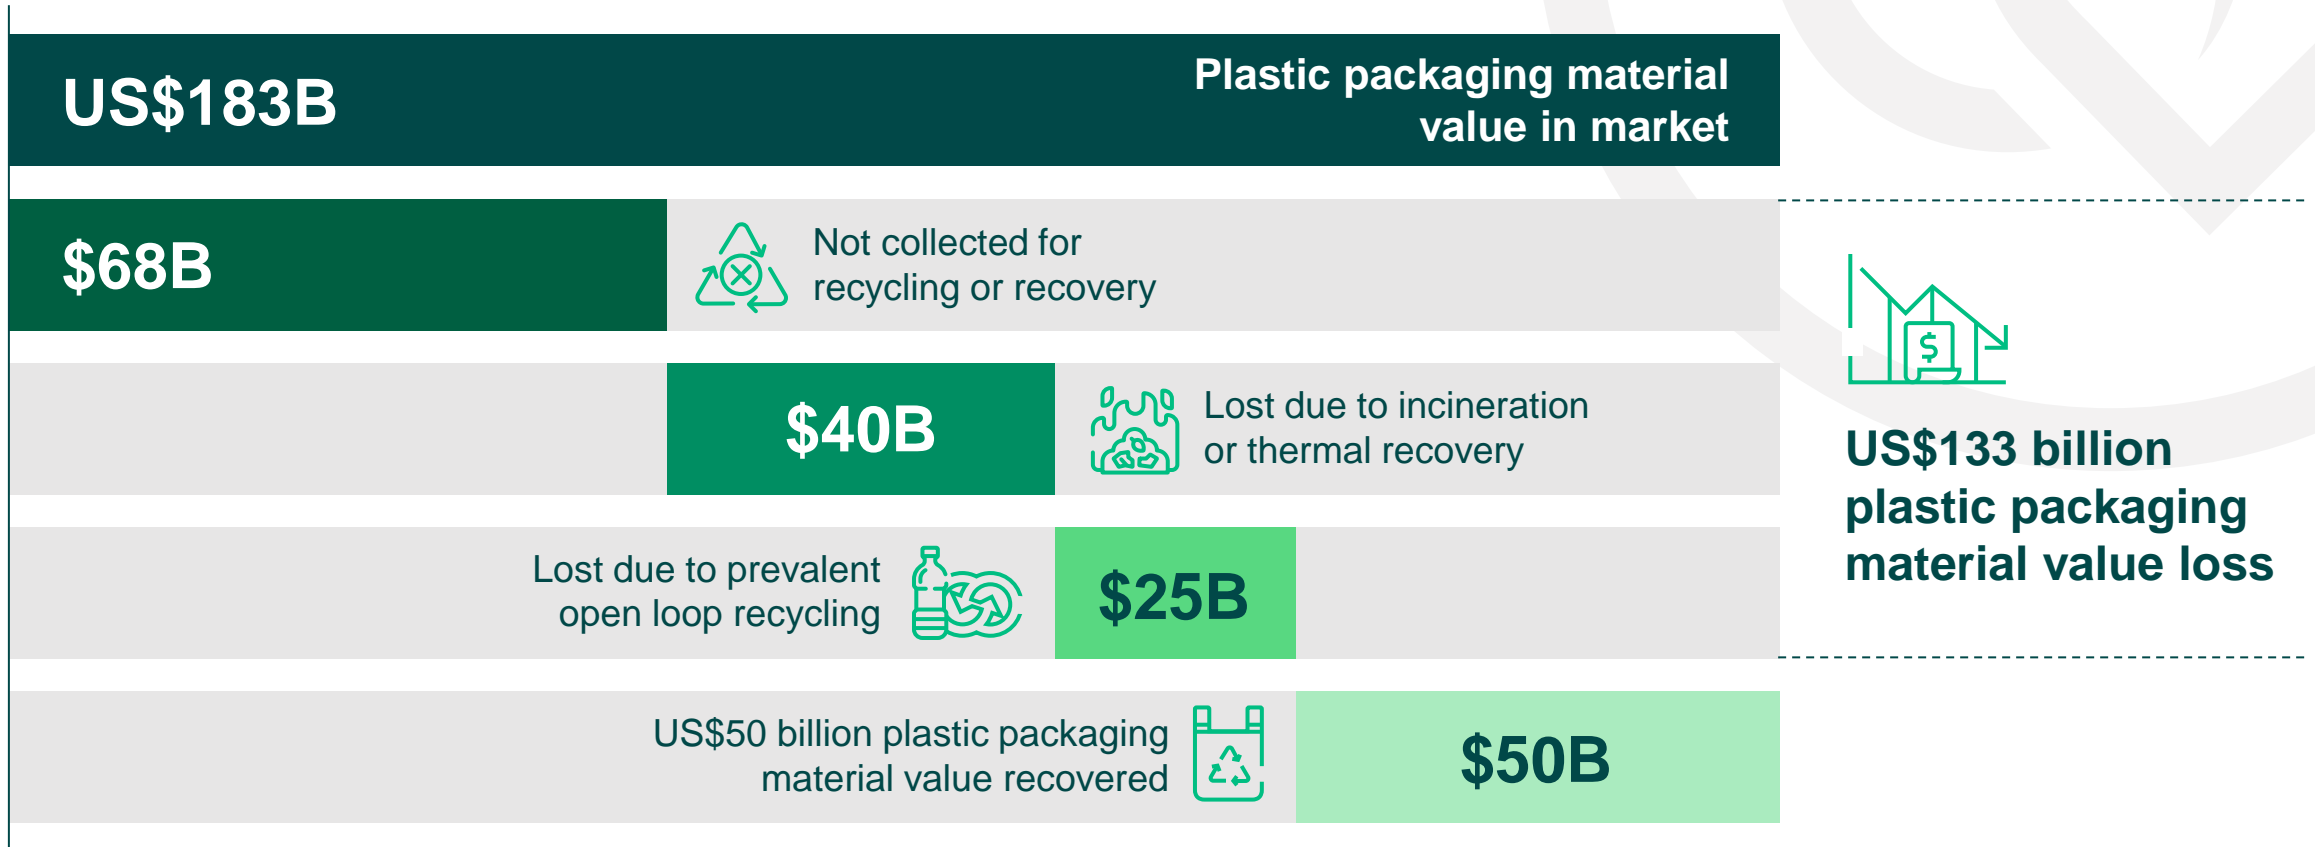 US$183B
Plastic packaging material
value in market
$68B
Not collected for
recycling or recovery
$40B
Lost due to incineration
or thermal recovery
$
US$133 billion
plastic packaging
material value loss
Lost due to prevalent
open loop recycling
$25B
US$50 billion plastic packaging
material value recovered
$50B